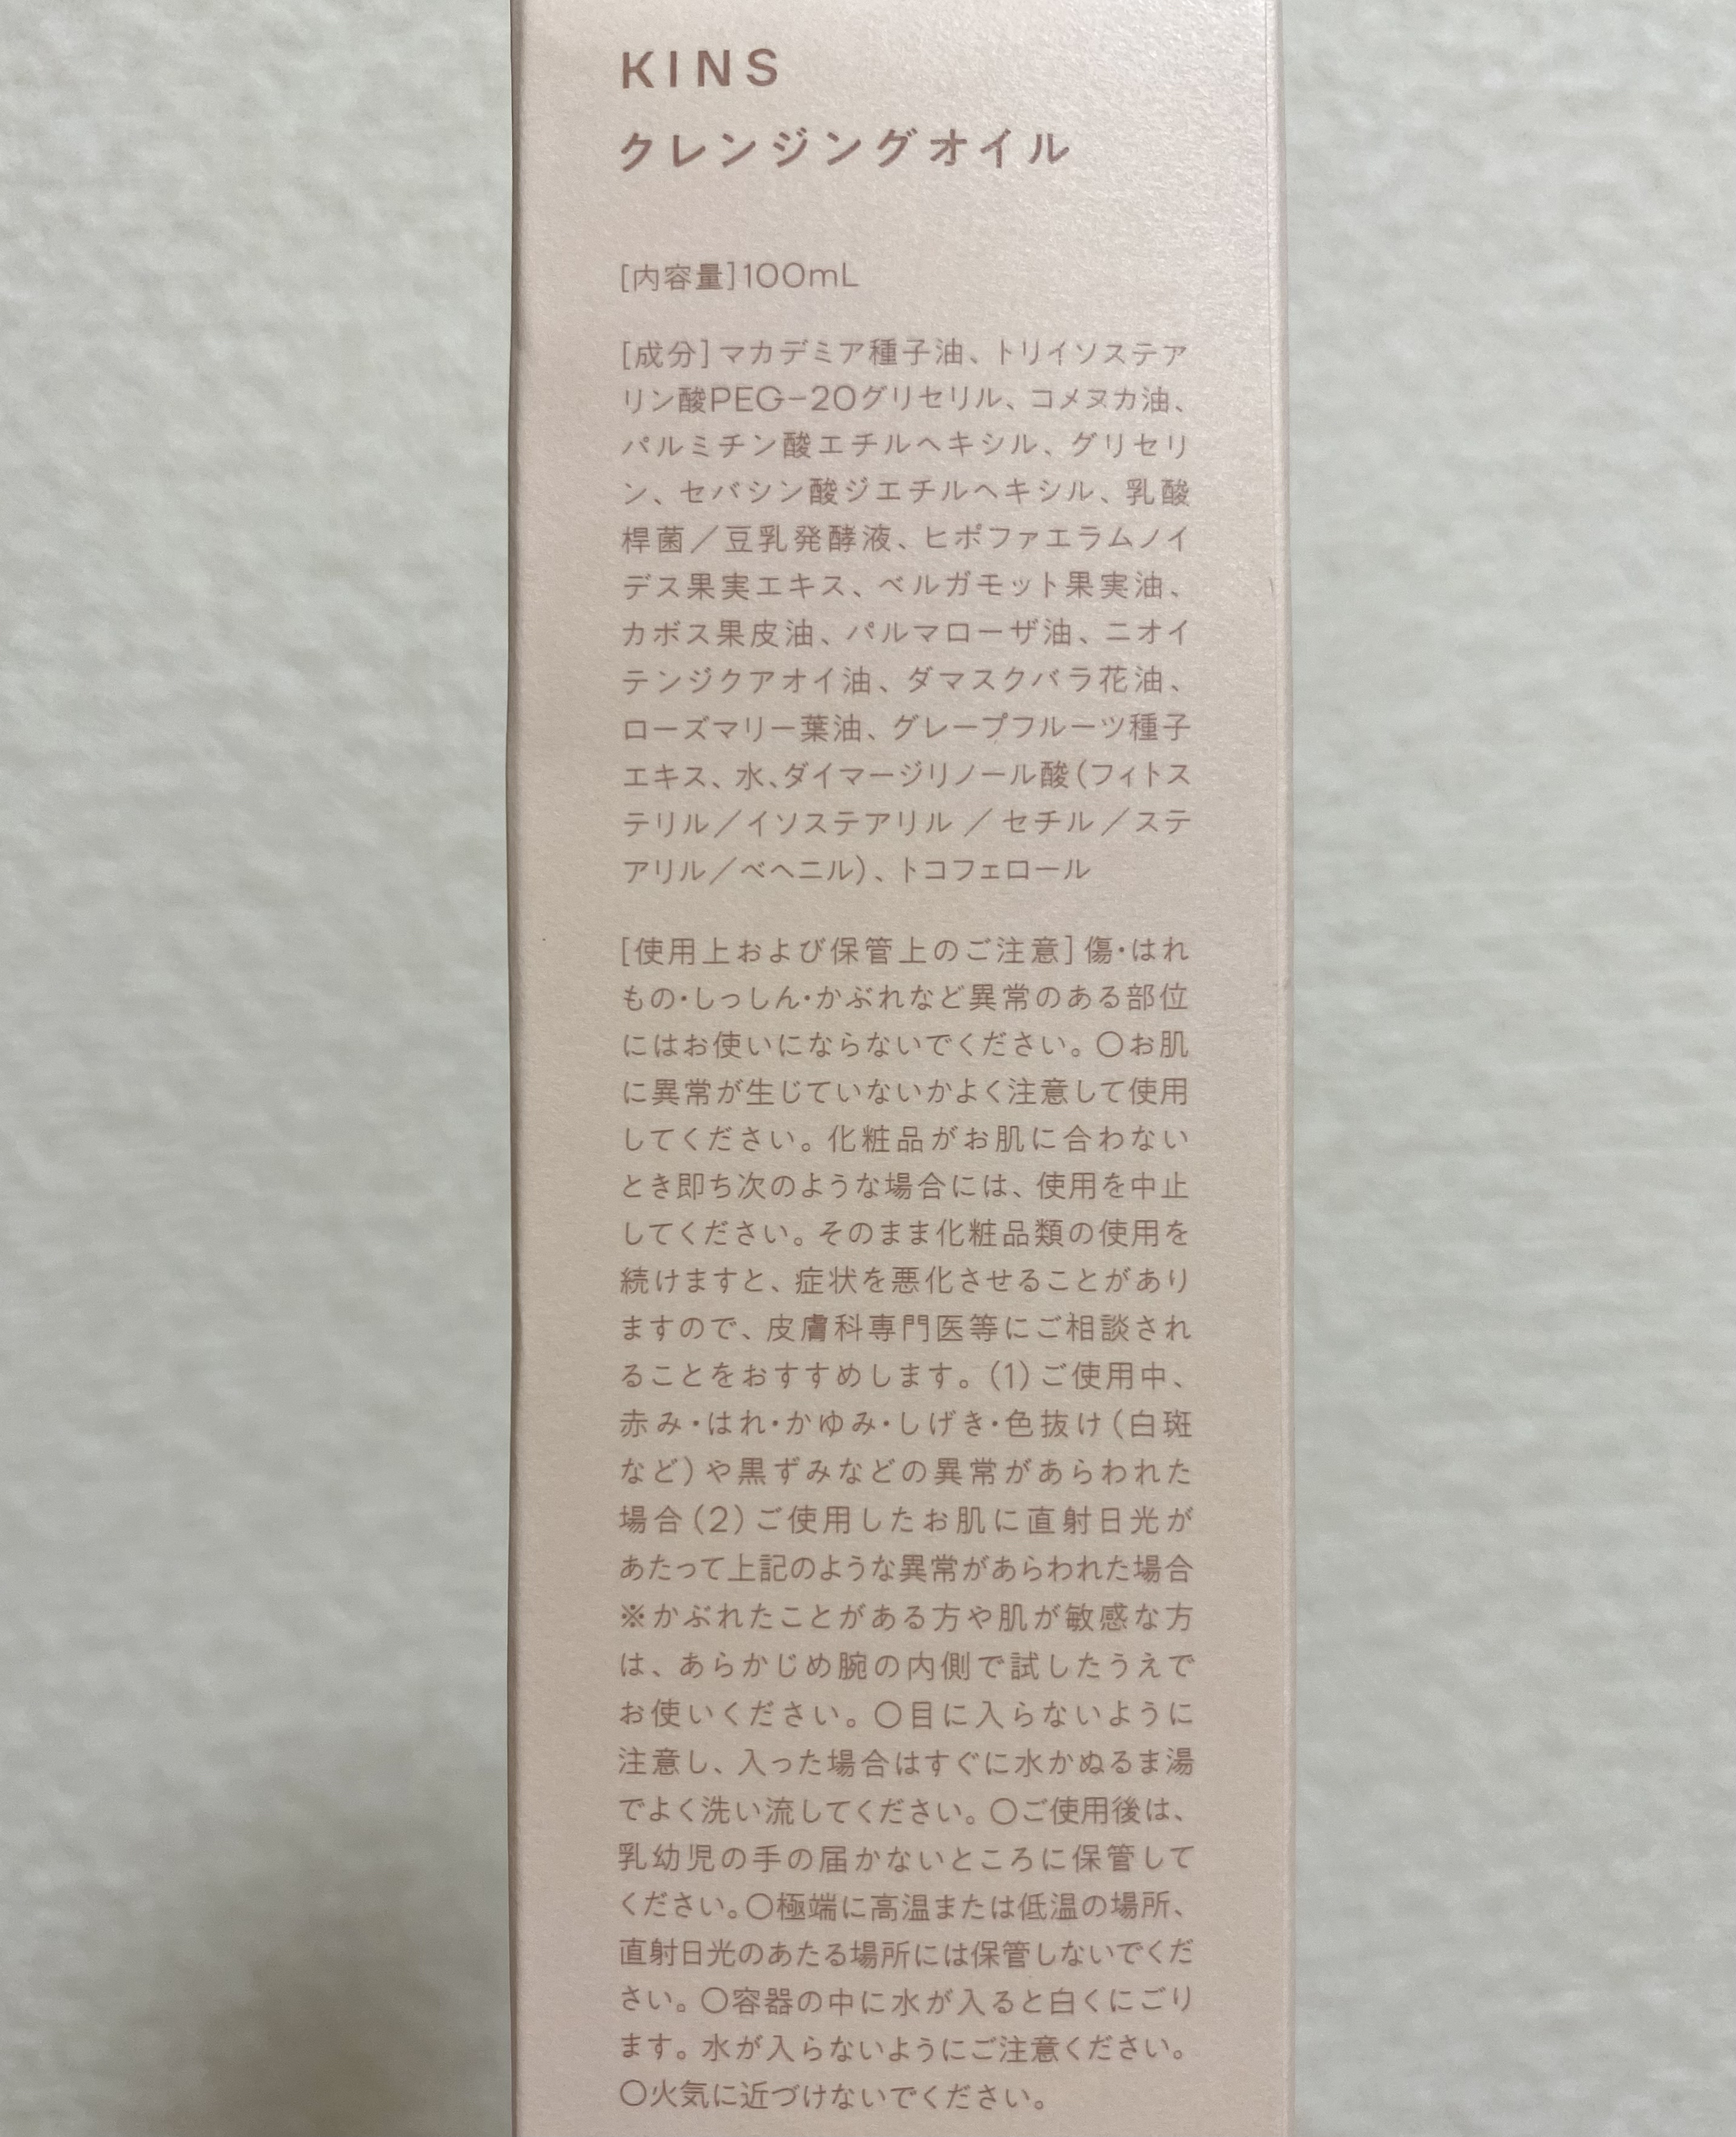 KINS
クレンジングオイル
[内容量]100mL
[成分]マカデミア種子油、トリイソステア
リン酸PEG-20グリセリル、コメヌカ油、
パルミチン酸エチルヘキシル、グリセリ
ン、セバシン酸ジエチルヘキシル、乳酸
桿菌／豆乳発酵液、ヒポファエラムノイ
デス果実エキス、ベルガモット果実油、
カボス果皮油、パルマローザ油、ニオイ
テンジクアオイ油、ダマスクバラ花油、
ローズマリー葉油、グレープフルーツ種子
エキス、水、ダイマージリノール酸(フィトス
テリル／イソステアリル／セチル／ステ
アリル／ベヘニル)、トコフェロール
[使用上および保管上のご注意]傷・はれ
もの・しっしん・かぶれなど異常のある部位
にはお使いにならないでください。〇お肌
に異常が生じていないかよく注意して使用
してください。化粧品がお肌に合わない
とき即ち次のような場合には、使用を中止
してください。そのまま化粧品類の使用を
続けますと、症状を悪化させることがあり
ますので、皮膚科専門医等にご相談され
ることをおすすめします。(1)ご使用中、
赤み・はれ・かゆみ・しげき・色抜け(白斑
など)や黒ずみなどの異常があらわれた
場合(2)ご使用したお肌に直射日光が
あたって上記のような異常があらわれた場合
※かぶれたことがある方や肌が敏感な方
は、あらかじめ腕の内側で試したうえで
お使いください。〇目に入らないように
注意し、入った場合はすぐに水かぬるま湯
でよく洗い流してください。〇ご使用後は、
乳幼児の手の届かないところに保管して
ください。〇極端に高温または低温の場所、
直射日光のあたる場所には保管しないでくだ
さい。〇容器の中に水が入ると白くにごり
ます。水が入らないようにご注意ください。
〇火気に近づけないでください。